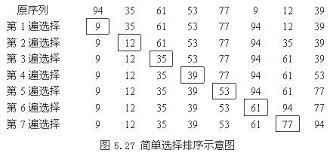 原序列 94 35 61 53 77 9 12 39
第 1 遍选择 9 35 61 53 77 94 12 39
第 2 遍选择 9 12 61 53 77 94 35 39
第 3 遍选择 9 12 35 53 77 94 61 39
第 4 遍选择 9 12 35 39 77 94 61 53
第 5 遍选择 9 12 35 39 53 94 61 77
第 6 遍选择 9 12 35 39 53 61 94 77
第 7 遍选择 9 12 35 39 53 61 77 94
图 5.27 简单选择排序示意图